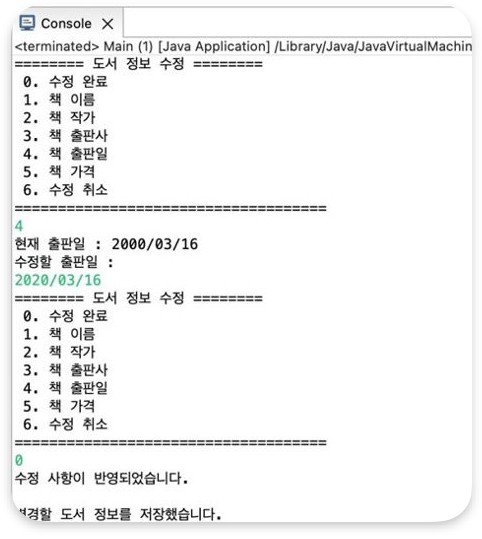 Console
<terminated> Main (1) [Java Application] /Library/Java/JavaVirtualMachin
======== 도서 정보 수정 ========
0. 수정 완료
1. 책 이름
2. 책 작가
3. 책 출판사
4. 책 출판일
5. 책 가격
6. 수정 취소
====================================
4
현재 출판일 : 2000/03/16
수정할 출판일 :
2020/03/16
======== 도서 정보 수정 ========
0. 수정 완료
1. 책 이름
2. 책 작가
3. 책 출판사
4. 책 출판일
5. 책 가격
6. 수정 취소
====================================
0
수정 사항이 반영되었습니다.
변경할 도서 정보를 저장했습니다.